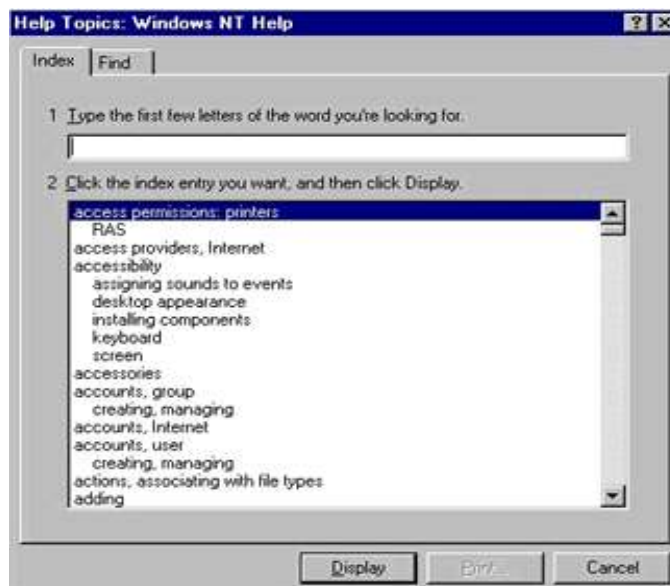 Help Topics: Windows NT Help
Index Find
1 Type the first few letters of the word you're looking for.
2 Click the index entry you want, and then click Display.
access permissions: printers
RAS
access providers, Internet
accessibility
assigning sounds to events
desktop appearance
installing components
keyboard
screen
accessories
accounts, group
creating, managing
accounts, Internet
accounts, user
creating, managing
actions, associating with file types
adding
Display Print... Cancel